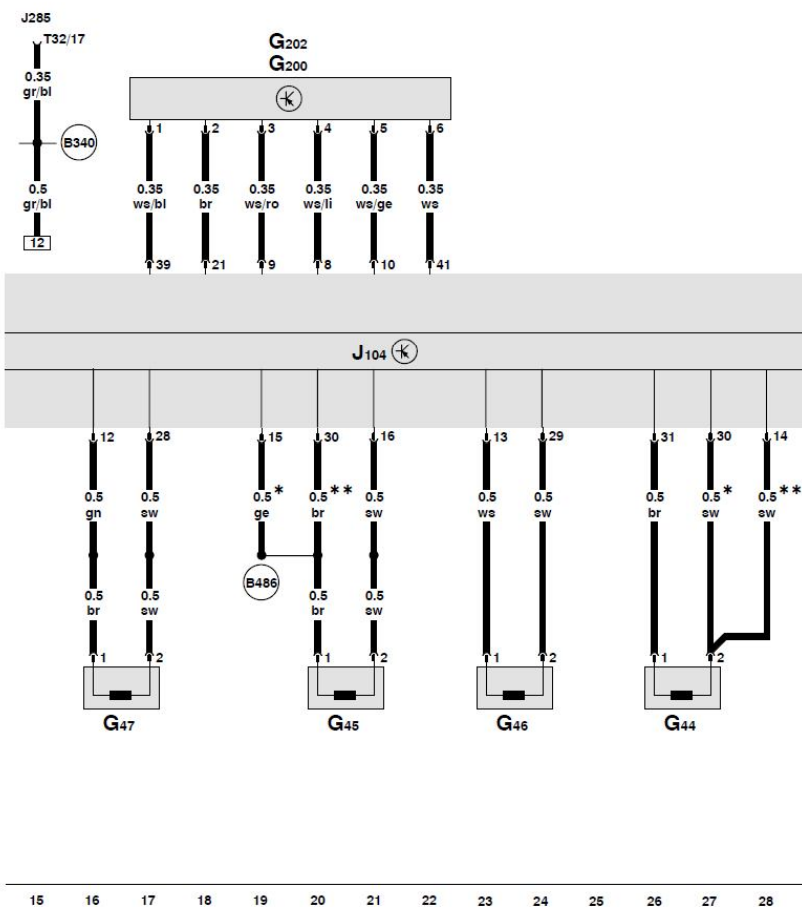 J285
T32/17
G202
G200
0.35
gr/bl
1 2 3 4 5 6
B340
0.35 0.35 0.35 0.35 0.35 0.35
ws/bl br ws/ro ws/li ws/ge ws
0.5
gr/bl
12
39 21 9 8 10 41
J104
12 28 15 30 16 13 29 31 30 14
0.5 0.5 0.5* 0.5** 0.5 0.5 0.5 0.5 0.5* 0.5**
gn sw ge br sw ws sw br sw sw
B486
0.5 0.5 0.5 0.5
br sw br sw
1 2 1 2 1 2 1 2
G47 G45 G46 G44
15 16 17 18 19 20 21 22 23 24 25 26 27 28